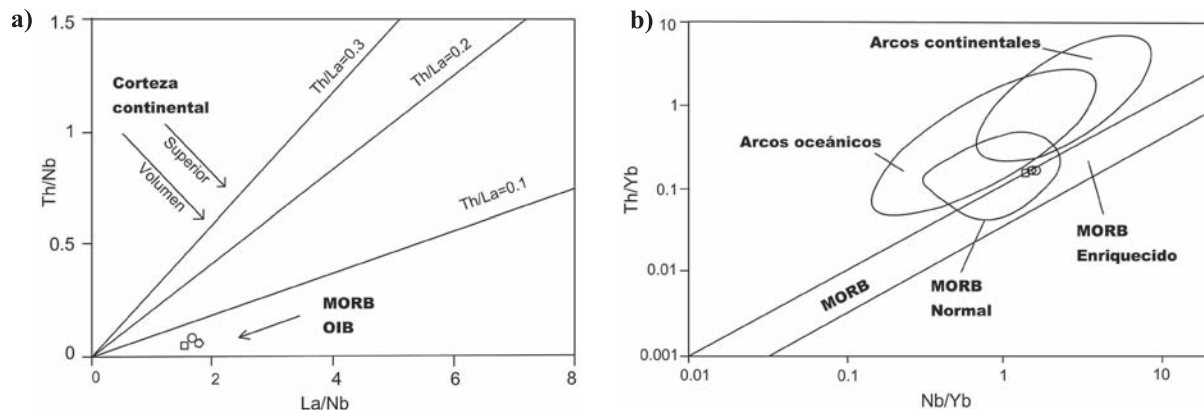 a)
1.5
1
0.5
0
Th/Nb
Corteza
continental
Superior
Volumen
Th/La=0.3
Th/La=0.2
Th/La=0.1
MORB
OIB
0
2
4
6
8
La/Nb
b)
10
1
0.1
0.01
0.001
Th/Yb
Arcos continentales
Arcos oceánicos
MORB
MORB
Enriquecido
MORB
Normal
0.01
0.1
1
10
Nb/Yb